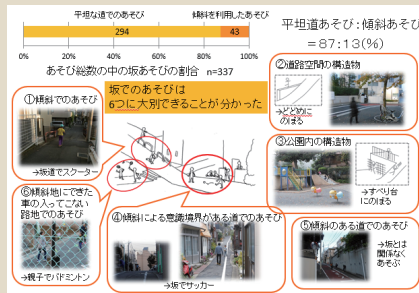 平坦な道でのあそび
傾斜を利用したあそび
294
43
0%
20%
40%
60%
80%
100%
あそび総数の中の坂あそびの割合 n=337
平坦道あそび:傾斜あそび
=87:13(%)
坂でのあそびは
6つに大別できることが分かった
①傾斜でのあそび
→坂道でスクーター
②道路空間の構造物
→どどめに
のぼる
③公園内の構造物
→すべり台
にのぼる
⑥傾斜地にできた
車の入ってこない
路地でのあそび
→親子でバドミントン
④傾斜による意識境界がある道でのあそび
→坂でサッカー
⑤傾斜のある道でのあそび
→坂とは
関係なく
あそぶ